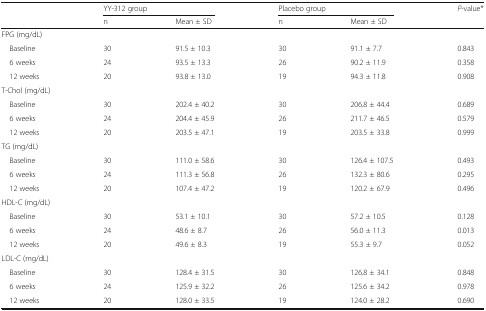 YY-312 group Placebo group P-value*
n Mean ± SD n Mean ± SD
FPG (mg/dL)
Baseline 30 91.5 ± 10.3 30 91.1 ± 7.7 0.843
6 weeks 24 93.5 ± 13.3 26 90.2 ± 11.9 0.358
12 weeks 20 93.8 ± 13.0 19 94.3 ± 11.8 0.908
T-Chol (mg/dL)
Baseline 30 202.4 ± 40.2 30 206.8 ± 44.4 0.689
6 weeks 24 204.4 ± 45.9 26 211.7 ± 46.5 0.579
12 weeks 20 203.5 ± 47.1 19 203.5 ± 33.8 0.999
TG (mg/dL)
Baseline 30 111.0 ± 58.6 30 126.4 ± 107.5 0.493
6 weeks 24 111.3 ± 56.8 26 132.3 ± 80.6 0.295
12 weeks 20 107.4 ± 47.2 19 120.2 ± 67.9 0.496
HDL-C (mg/dL)
Baseline 30 53.1 ± 10.1 30 57.2 ± 10.5 0.128
6 weeks 24 48.6 ± 8.7 26 56.0 ± 11.3 0.013
12 weeks 20 49.6 ± 8.3 19 55.3 ± 9.7 0.052
LDL-C (mg/dL)
Baseline 30 128.4 ± 31.5 30 126.8 ± 34.1 0.848
6 weeks 24 125.9 ± 32.2 26 125.6 ± 34.2 0.978
12 weeks 20 128.0 ± 33.5 19 124.0 ± 28.2 0.690